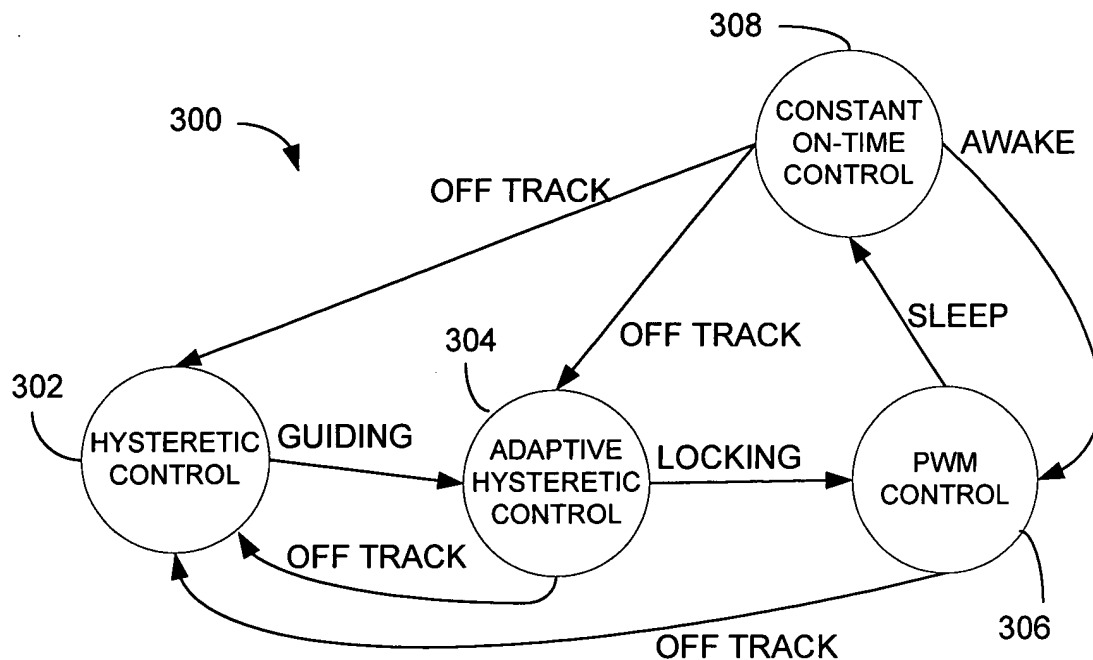 308
300
CONSTANT
ON-TIME
CONTROL
AWAKE
OFF TRACK
SLEEP
OFF TRACK
304
302
HYSTERETIC
CONTROL
GUIDING
ADAPTIVE
HYSTERETIC
CONTROL
LOCKING
PWM
CONTROL
OFF TRACK
306
OFF TRACK